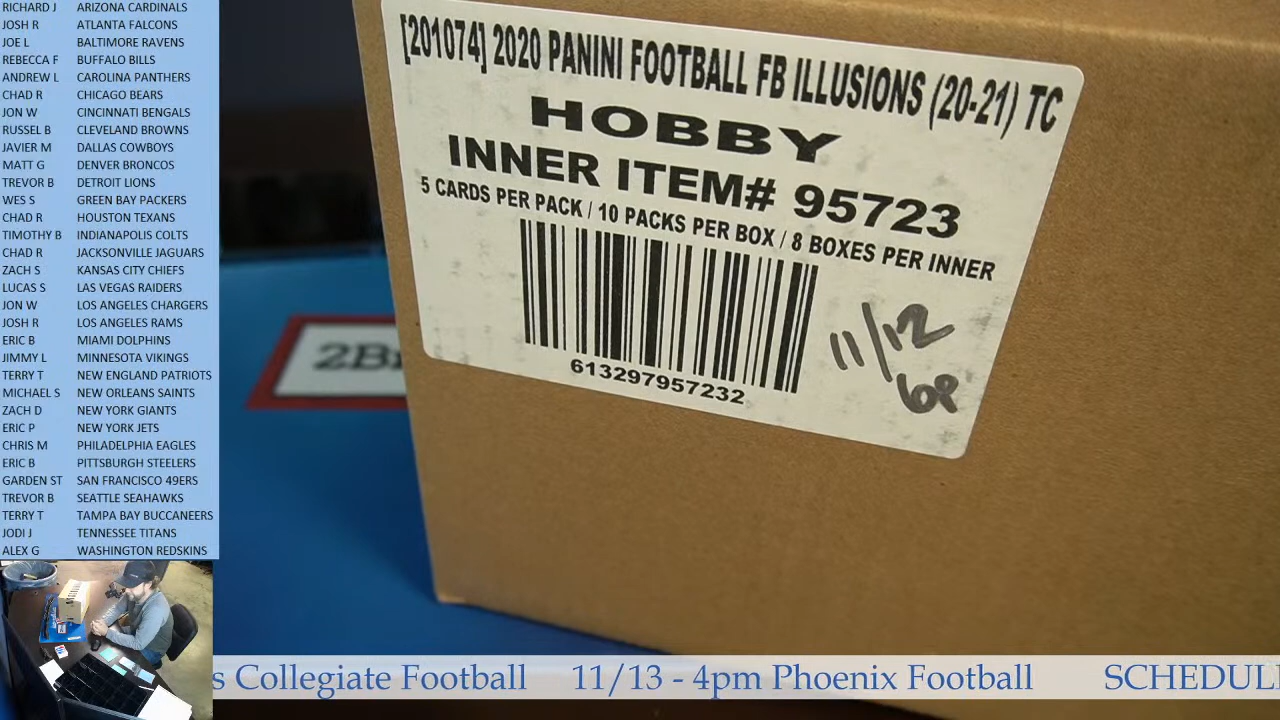 RICHARD J ARIZONA CARDINALS
JOSH R ATLANTA FALCONS
JOE L BALTIMORE RAVENS
REBECCA F BUFFALO BILLS
ANDREW L CAROLINA PANTHERS
CHAD R CHICAGO BEARS
JON W CINCINNATI BENGALS
RUSSEL B CLEVELAND BROWNS
JAVIER M DALLAS COWBOYS
MATT G DENVER BRONCOS
TREVOR B DETROIT LIONS
WES S GREEN BAY PACKERS
CHAD R HOUSTON TEXANS
TIMOTHY B INDIANAPOLIS COLTS
CHAD R JACKSONVILLE JAGUARS
ZACH S KANSAS CITY CHIEFS
LUCAS S LAS VEGAS RAIDERS
JON W LOS ANGELES CHARGERS
JOSH R LOS ANGELES RAMS
ERIC B MIAMI DOLPHINS
JIMMY L MINNESOTA VIKINGS
TERRY T NEW ENGLAND PATRIOTS
MICHAEL S NEW ORLEANS SAINTS
ZACH D NEW YORK GIANTS
ERIC P NEW YORK JETS
CHRIS M PHILADELPHIA EAGLES
ERIC B PITTSBURGH STEELERS
GARDEN ST SAN FRANCISCO 49ERS
TREVOR B SEATTLE SEAHAWKS
TERRY T TAMPA BAY BUCCANEERS
JODI J TENNESSEE TITANS
ALEX G WASHINGTON REDSKINS
[201074] 2020 PANINI FOOTBALL FB ILLUSIONS (20-21) TC
HOBBY
INNER ITEM# 95723
5 CARDS PER PACK / 10 PACKS PER BOX / 8 BOXES PER INNER
613297957232
11/12
2B
s Collegiate Football 11/13 - 4pm Phoenix Football SCHEDUL